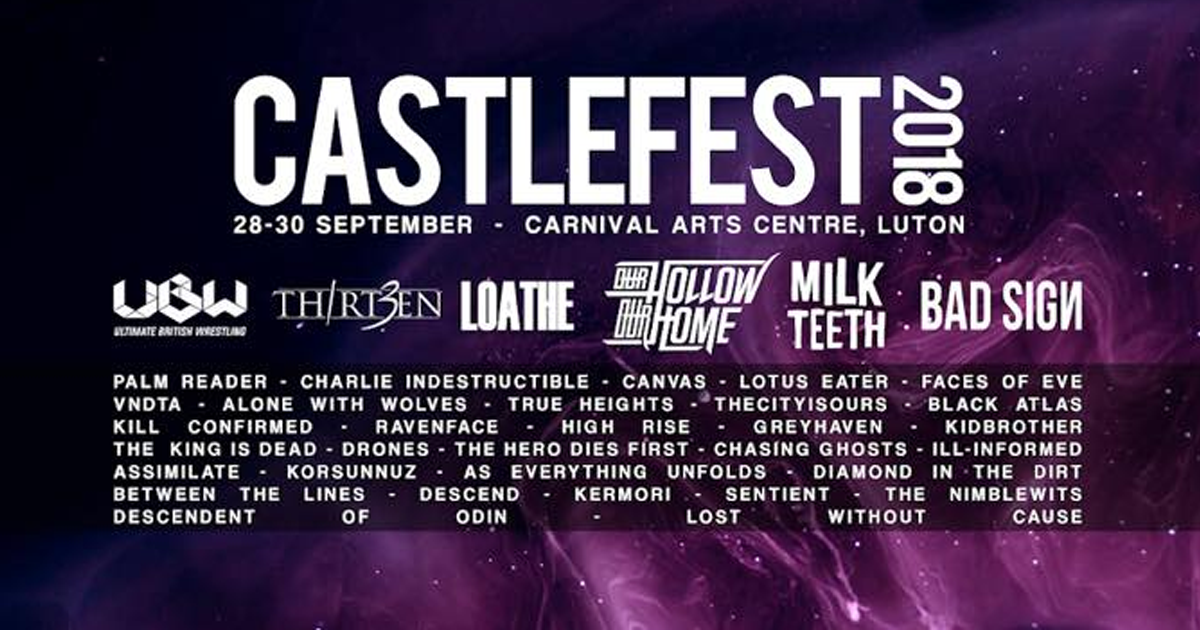 CASTLEFEST 2018
28-30 SEPTEMBER - CARNIVAL ARTS CENTRE, LUTON
UBW ULTIMATE BRITISH WRESTLING
TH/RT3EN
LOATHE
OUR HOLLOW OUR HOME
MILK TEETH
BAD SIGN
PALM READER - CHARLIE INDESTRUCTIBLE - CANVAS - LOTUS EATER - FACES OF EVE
VNDTA - ALONE WITH WOLVES - TRUE HEIGHTS - THECITYISOURS - BLACK ATLAS
KILL CONFIRMED - RAVENFACE - HIGH RISE - GREYHAVEN - KIDBROTHER
THE KING IS DEAD - DRONES - THE HERO DIES FIRST - CHASING GHOSTS - ILL-INFORMED
ASSIMILATE - KORSUNNUZ - AS EVERYTHING UNFOLDS - DIAMOND IN THE DIRT
BETWEEN THE LINES - DESCEND - KERMORI - SENTIENT - THE NIMBLEWITS
DESCENDENT OF ODIN - LOST WITHOUT CAUSE